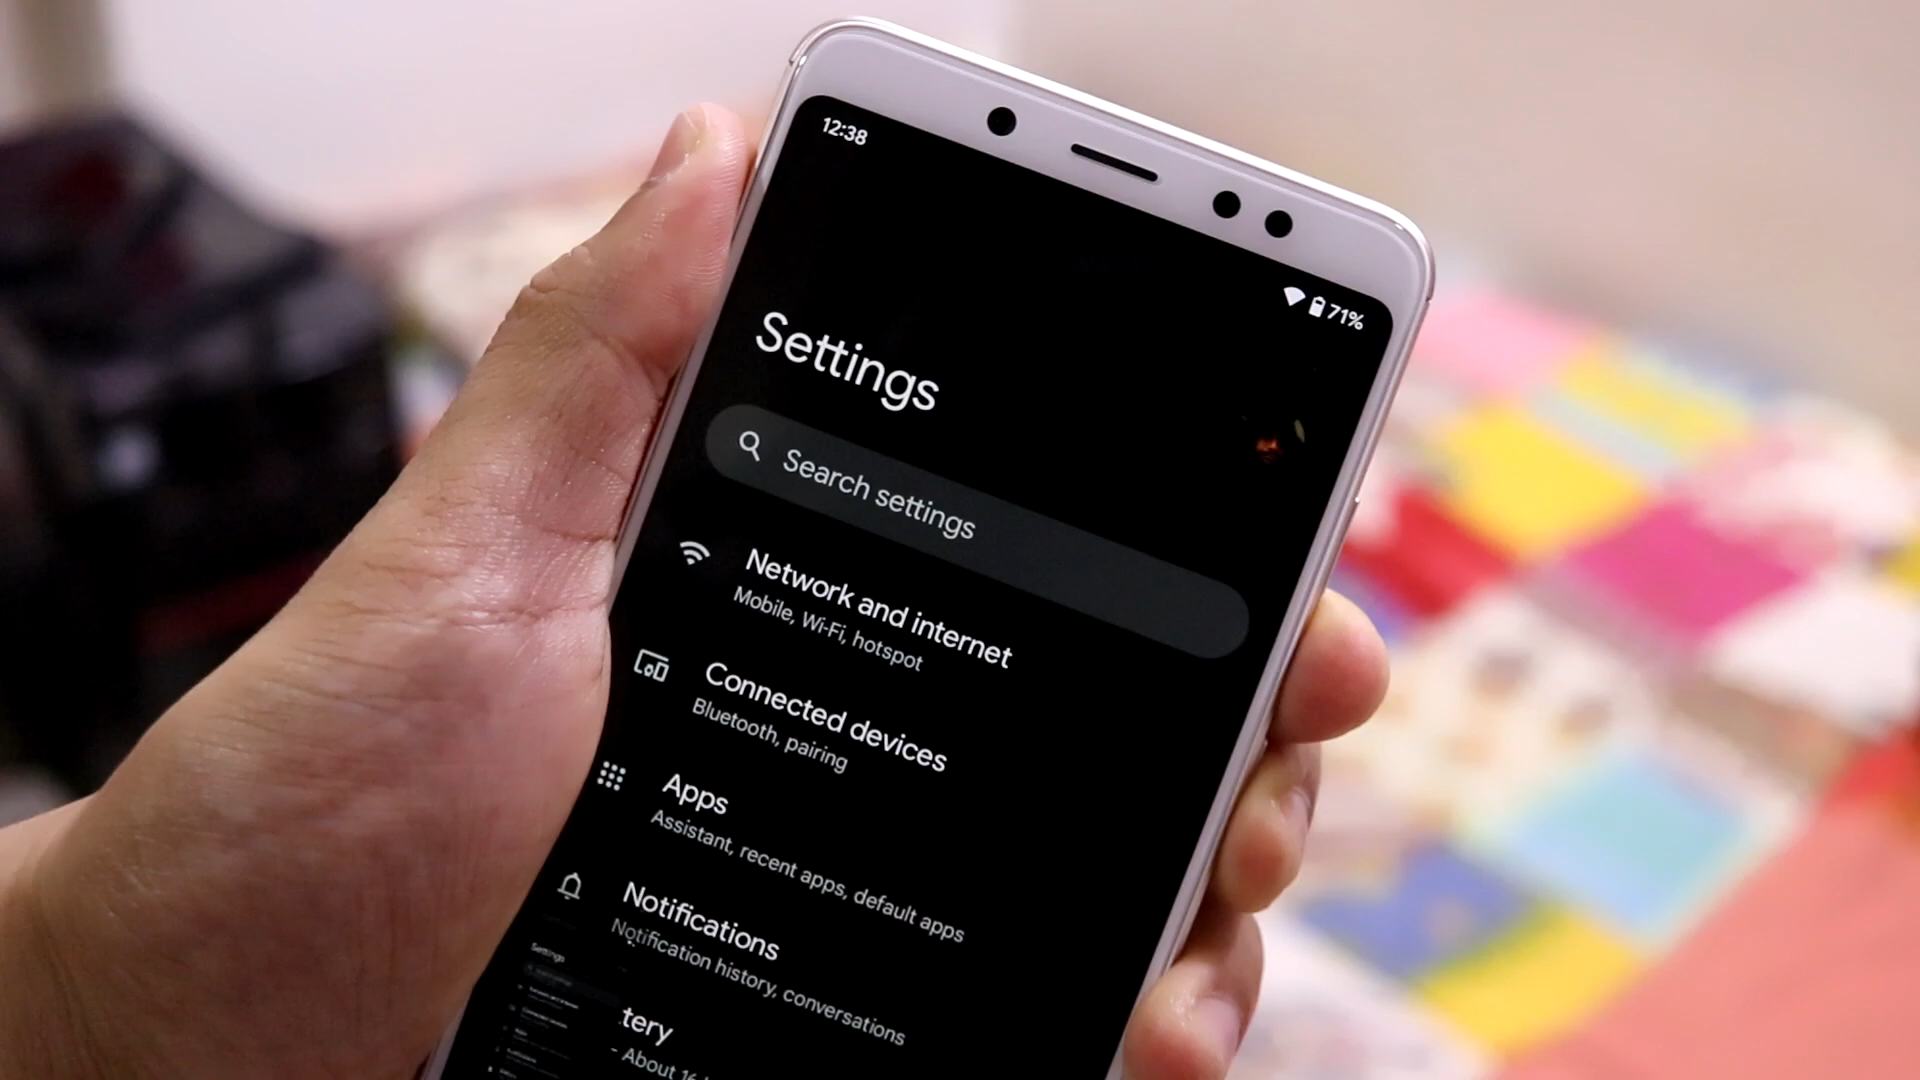 12:38
71%
Settings
Search settings
Network and internet
Mobile, Wi-Fi, hotspot
Connected devices
Bluetooth, pairing
Apps
Assistant, recent apps, default apps
Notifications
Notification history, conversations
Settings
tery
- About